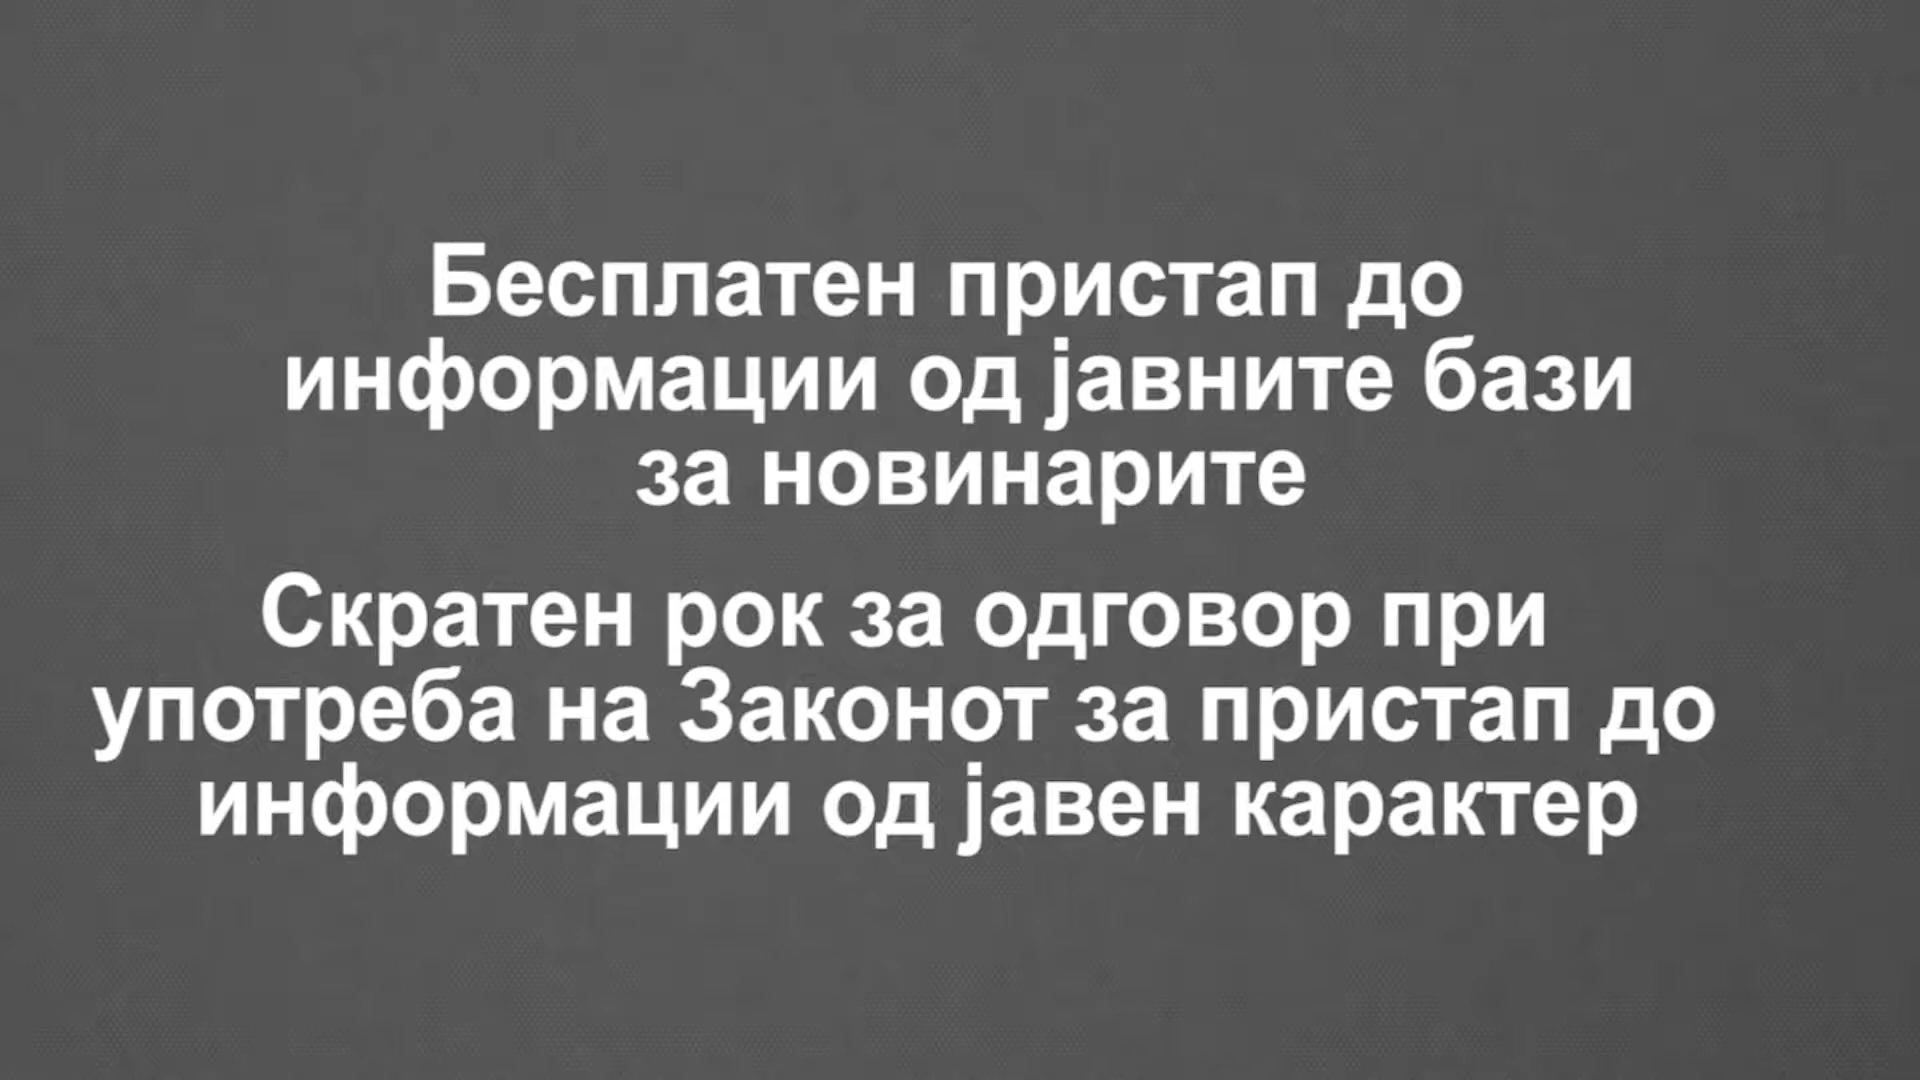 Бесплатен пристап до
информации од јавните бази
за новинарите
Скратен рок за одговор при
употреба на Законот за пристап до
информации од јавен карактер